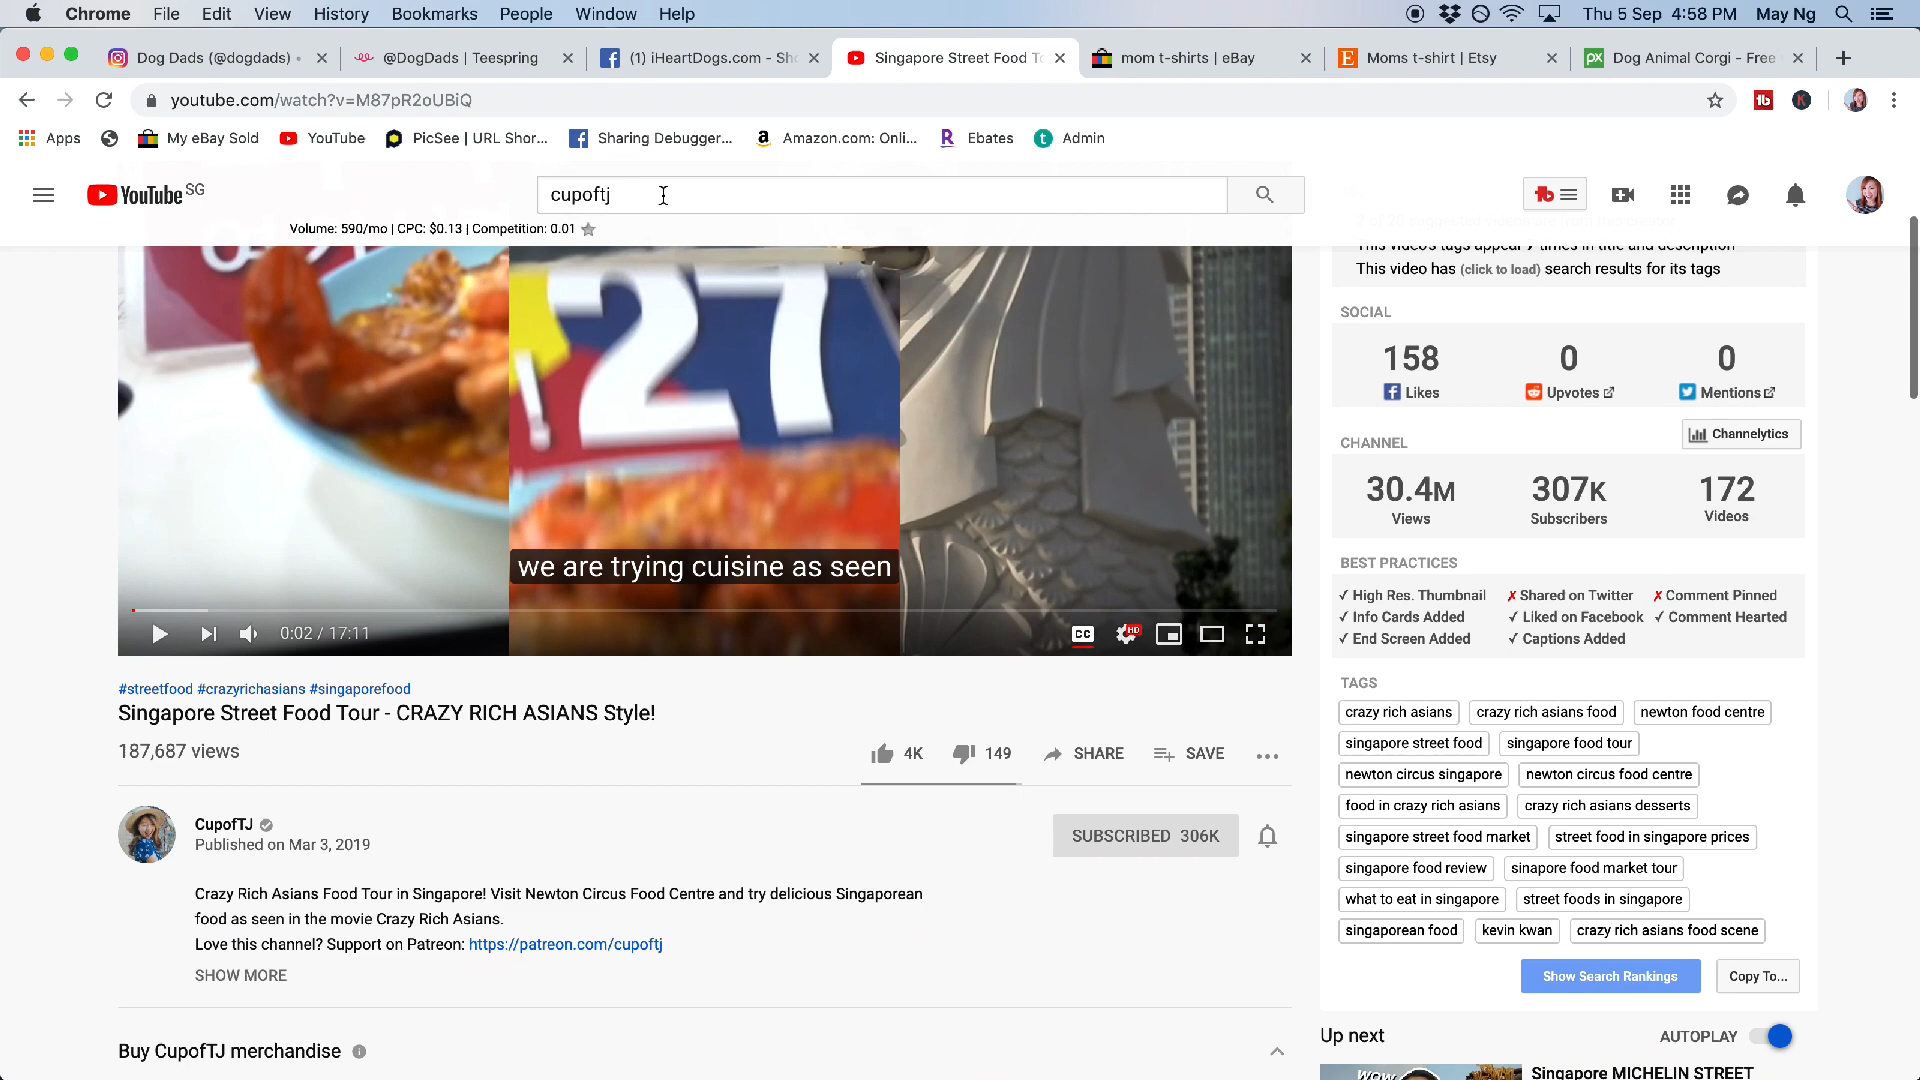 Chrome File Edit View History Bookmarks People Window Help Thu 5 Sep 4:58 PM May Ng
Dog Dads (@dogdads) • @DogDads | Teespring (1) iHeartDogs.com - Sho Singapore Street Food To mom t-shirts | eBay Moms t-shirt | Etsy Dog Animal Corgi - Free
youtube.com/watch?v=M87pR2oUBiQ
Apps My eBay Sold YouTube PicSee | URL Shor... Sharing Debugger... Amazon.com: Onli... Ebates Admin
YouTube SG cupoftj
Volume: 590/mo | CPC: $0.13 | Competition: 0.01
This video's tags appear 7 times in title and description
This video has (click to load) search results for its tags
SOCIAL
158 0 0
Likes Upvotes Mentions
CHANNEL Channelytics
30.4M 307K 172
Views Subscribers Videos
BEST PRACTICES
✓ High Res. Thumbnail ✗ Shared on Twitter ✗ Comment Pinned
✓ Info Cards Added ✓ Liked on Facebook ✓ Comment Hearted
✓ End Screen Added ✓ Captions Added
TAGS
crazy rich asians crazy rich asians food newton food centre
singapore street food singapore food tour
newton circus singapore newton circus food centre
food in crazy rich asians crazy rich asians desserts
singapore street food market street food in singapore prices
singapore food review sinapore food market tour
what to eat in singapore street foods in singapore
singaporean food kevin kwan crazy rich asians food scene
Show Search Rankings Copy To...
Up next AUTOPLAY
Singapore MICHELIN STREET
WOW
27
we are trying cuisine as seen
0:02 / 17:11
CC HD
#streetfood #crazyrichasians #singaporefood
Singapore Street Food Tour - CRAZY RICH ASIANS Style!
187,687 views 4K 149 SHARE SAVE
CupofTJ
Published on Mar 3, 2019 SUBSCRIBED 306K
Crazy Rich Asians Food Tour in Singapore! Visit Newton Circus Food Centre and try delicious Singaporean
food as seen in the movie Crazy Rich Asians.
Love this channel? Support on Patreon: https://patreon.com/cupoftj
SHOW MORE
Buy CupofTJ merchandise